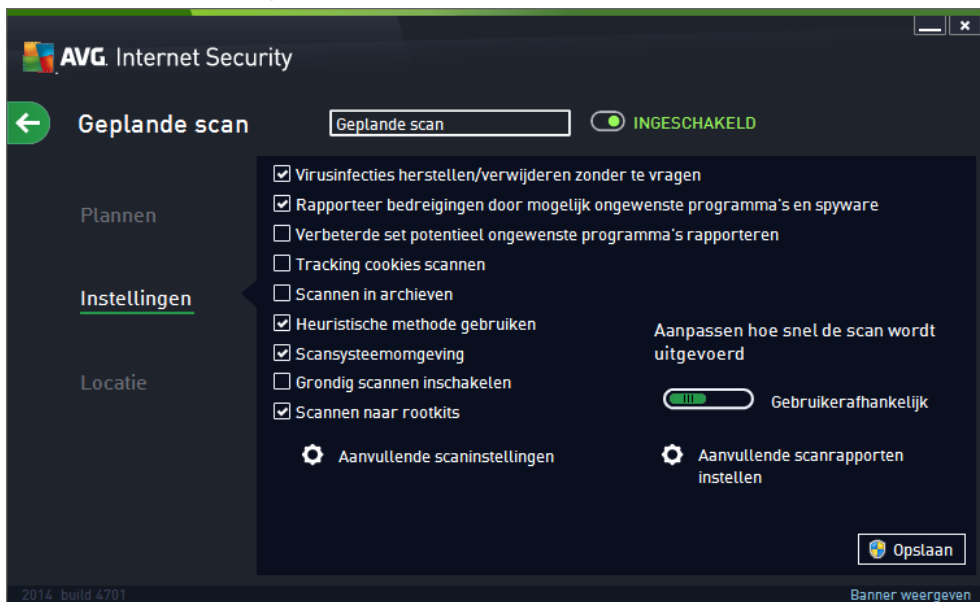 AVG. Internet Security
Geplande scan
Geplande scan
INGESCHAKELD
Plannen
Instellingen
Locatie
Virusinfecties herstellen/verwijderen zonder te vragen
Rapporteer bedreigingen door mogelijk ongewenste programma's en spyware
Verbeterde set potentieel ongewenste programma's rapporteren
Tracking cookies scannen
Scannen in archieven
Heuristische methode gebruiken
Scansysteemomgeving
Grondig scannen inschakelen
Scannen naar rootkits
Aanvullende scaninstellingen
Aanpassen hoe snel de scan wordt
uitgevoerd
Gebruikerafhankelijk
Aanvullende scanrapporten
instellen
Opslaan
2014 build 4701
Banner weergeven